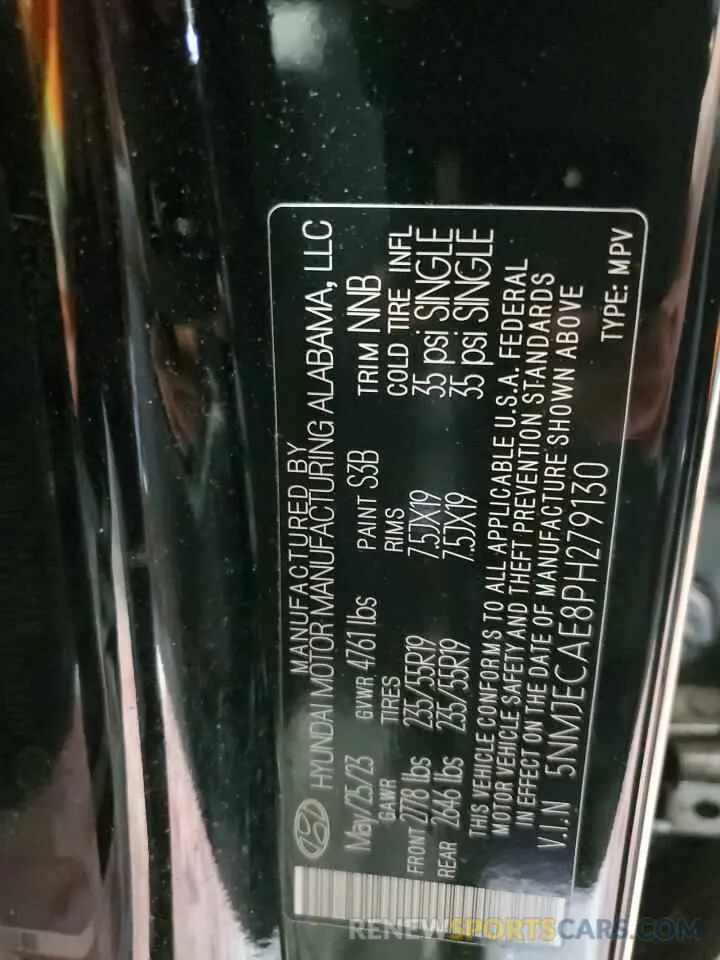 MANUFACTURED BY
HYUNDAI MOTOR MANUFACTURING ALABAMA, LLC
May/25/23 GVWR 4761 lbs PAINT S3B TRIM NNB
GAWR TIRES RIMS COLD TIRE INFL
FRONT 2778 lbs 235/55R19 7.5JX19 35 psi SINGLE
REAR 2646 lbs 235/55R19 7.5JX19 35 psi SINGLE
THIS VEHICLE CONFORMS TO ALL APPLICABLE U.S.A. FEDERAL
MOTOR VEHICLE SAFETY AND THEFT PREVENTION STANDARDS
IN EFFECT ON THE DATE OF MANUFACTURE SHOWN ABOVE
V.I.N 5NMJECAE8PH279130
TYPE: MPV
RENEWSPORTSCARS.COM